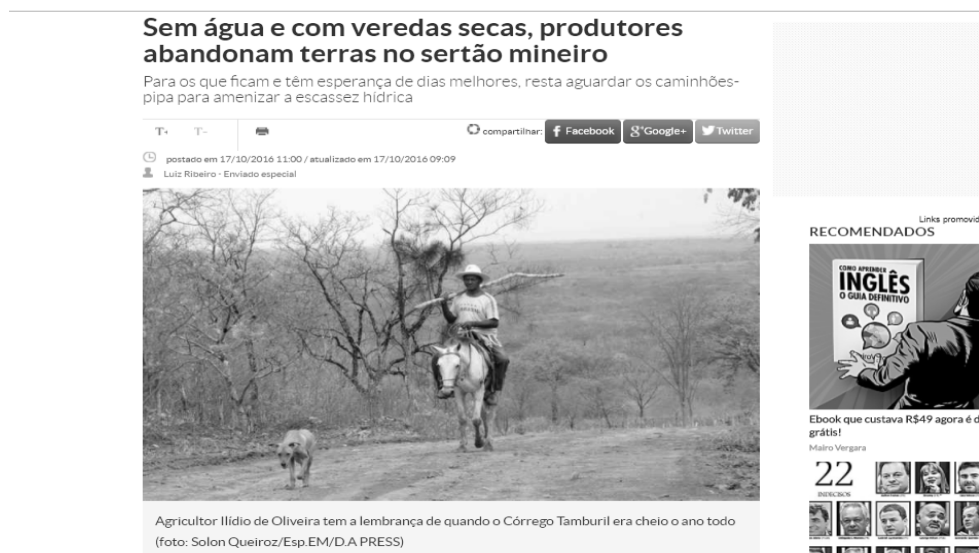 Sem água e com veredas secas, produtores
abandonam terras no sertão mineiro
Para os que ficam e têm esperança de dias melhores, resta aguardar os caminhões-
pipa para amenizar a escassez hídrica
T+ T-
compartilhar: Facebook Google+ Twitter
postado em 17/10/2016 11:00 / atualizado em 17/10/2016 09:09
Luiz Ribeiro - Enviado especial
Agricultor Ilídio de Oliveira tem a lembrança de quando o Córrego Tamburil era cheio o ano todo
(foto: Solon Queiroz/Esp.EM/D.A PRESS)
Links promovid
RECOMENDADOS
COMO APRENDER
INGLÊS
O GUIA DEFINITIVO
Ebook que custava R$49 agora é d
grátis!
Mairo Vergara
22
INDECISOS